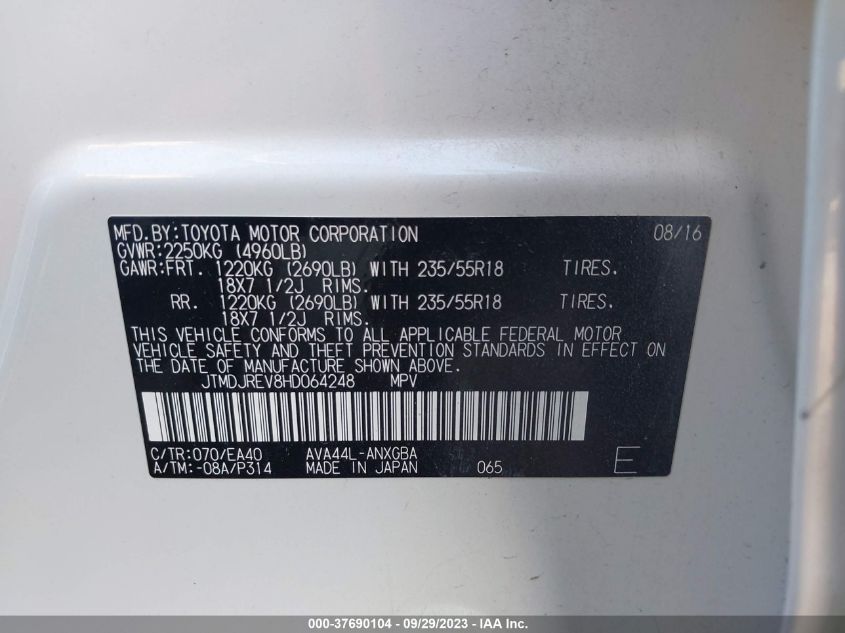 MFD.BY:TOYOTA MOTOR CORPORATION 08/16
GVWR:2250KG (4960LB)
GAWR:FRT. 1220KG (2690LB) WITH 235/55R18 TIRES.
18X7 1/2J RIMS.
RR. 1220KG (2690LB) WITH 235/55R18 TIRES.
18X7 1/2J RIMS.
THIS VEHICLE CONFORMS TO ALL APPLICABLE FEDERAL MOTOR
VEHICLE SAFETY AND THEFT PREVENTION STANDARDS IN EFFECT ON
THE DATE OF MANUFACTURE SHOWN ABOVE.
JTMDJREV8HD064248 MPV
C/TR:070/EA40 AVA44L-ANXGBA
A/TM:-08A/P314 MADE IN JAPAN 065 E
000-37690104 - 09/29/2023 - IAA Inc.